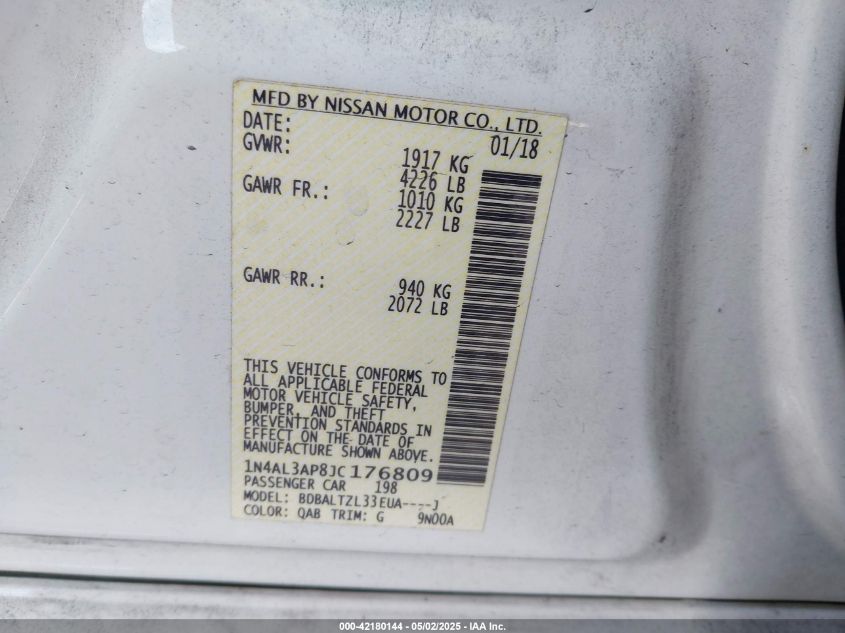 MFD BY NISSAN MOTOR CO., LTD.
DATE: 01/18
GVWR: 1917 KG
4226 LB
GAWR FR.: 1010 KG
2227 LB
GAWR RR.: 940 KG
2072 LB
THIS VEHICLE CONFORMS TO
ALL APPLICABLE FEDERAL
MOTOR VEHICLE SAFETY,
BUMPER, AND THEFT
PREVENTION STANDARDS IN
EFFECT ON THE DATE OF
MANUFACTURE SHOWN ABOVE.
1N4AL3AP8JC176809
PASSENGER CAR 198
MODEL: BDBALTZL33EUA----J
COLOR: QAB TRIM: G 9N00A
000-42180144 - 05/02/2025 - IAA Inc.